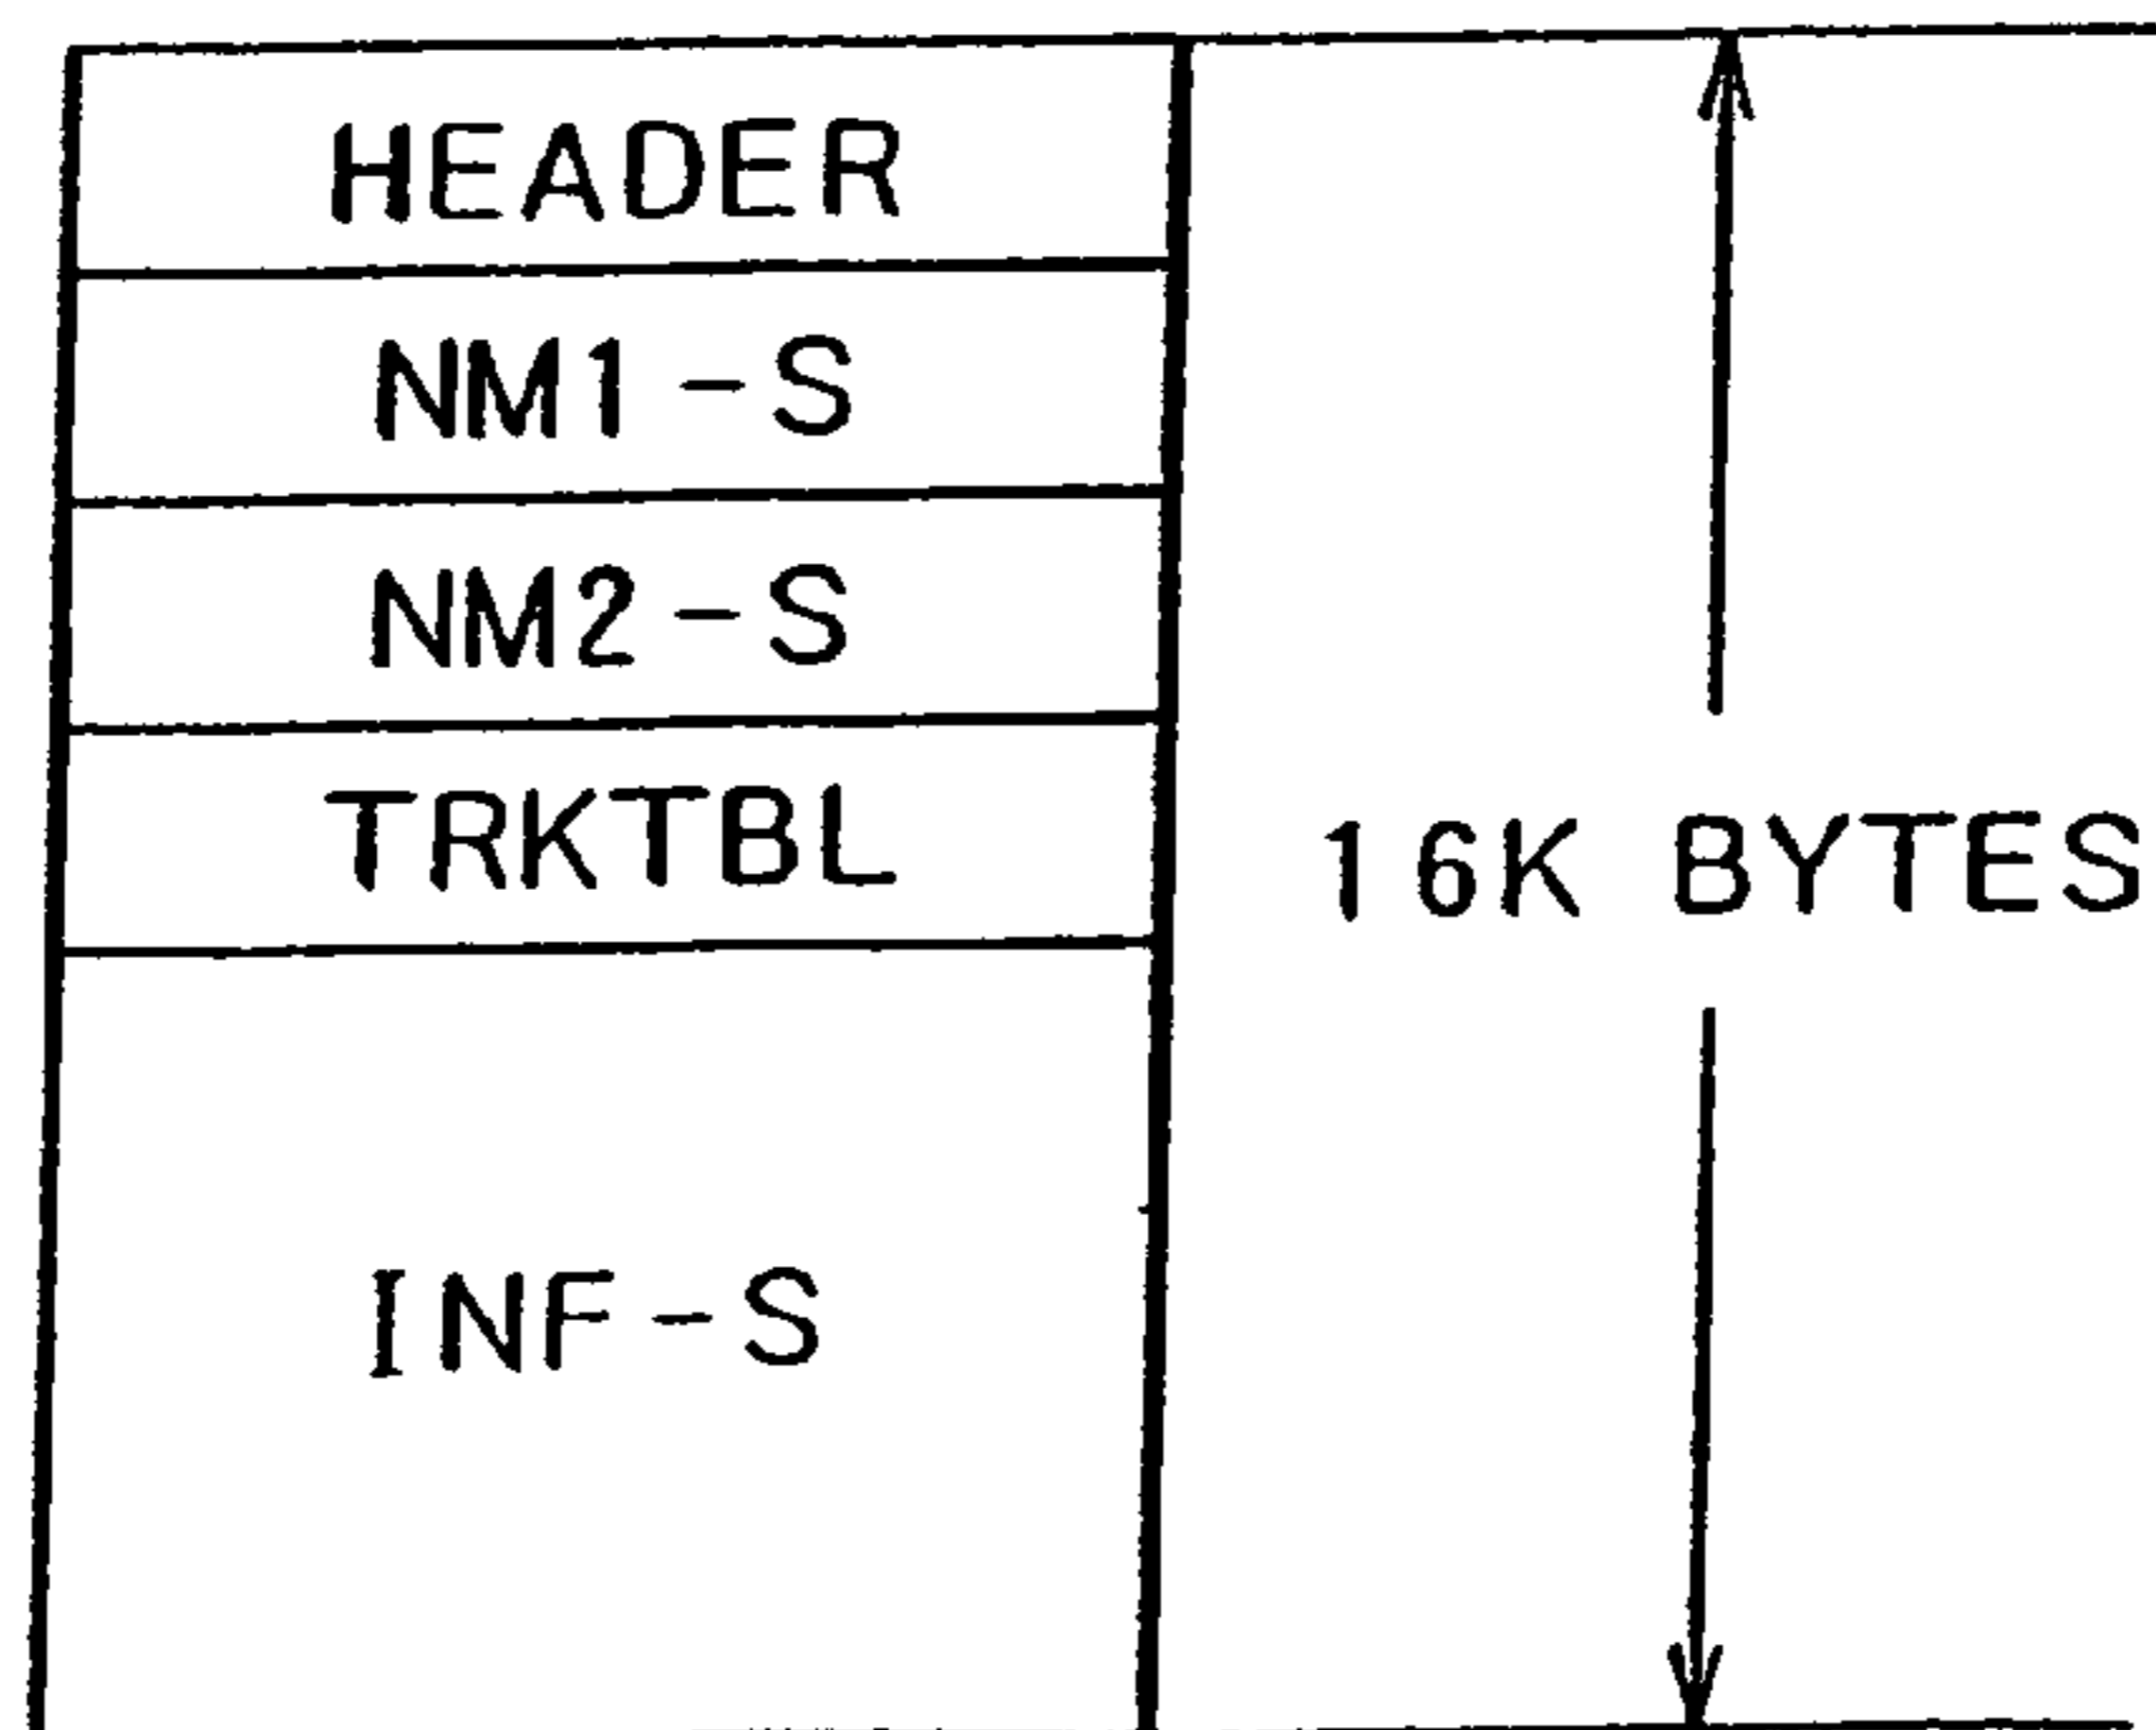 HEADER
NM1-S
NM2-S
TRKTBL
16K BYTES
INF-S